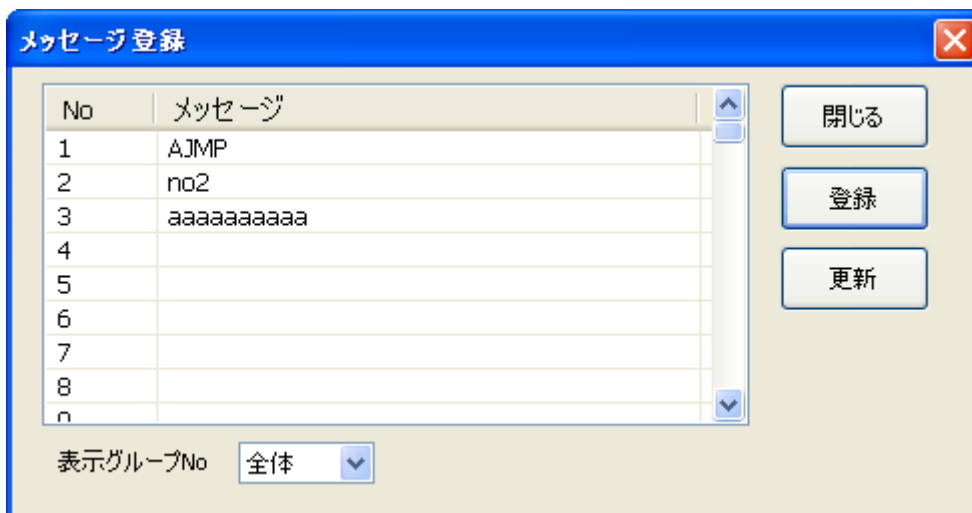 メッセージ登録
No メッセージ
1 AJMP
2 no2
3 aaaaaaaaaa
4
5
6
7
8
閉じる
登録
更新
表示グループNo 全体